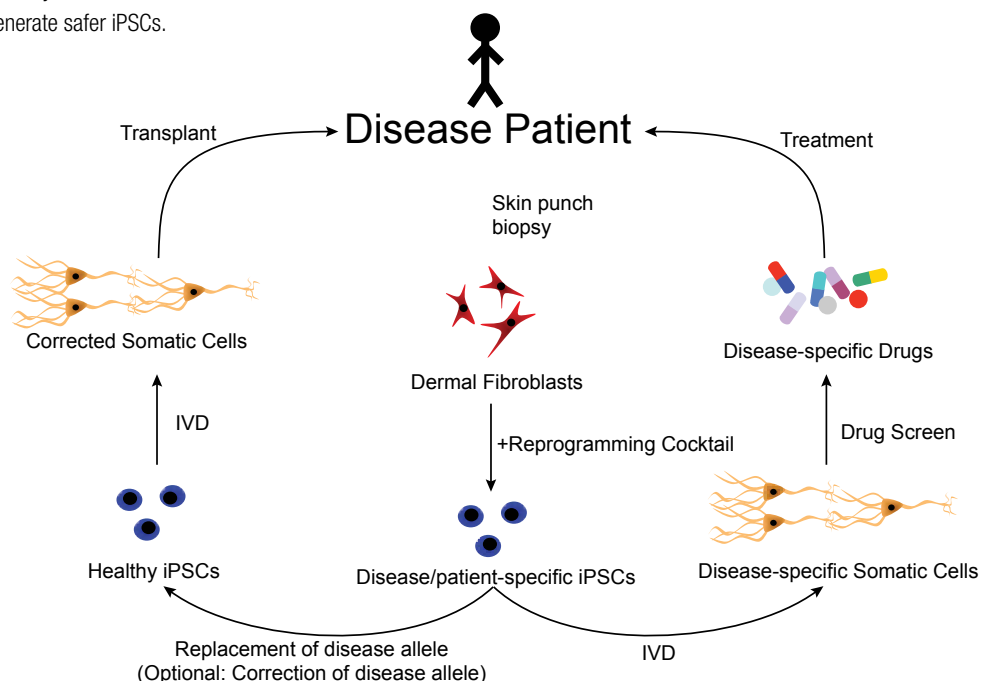 enerate safer iPSCs.
Disease Patient
Transplant
Treatment
Skin punch
biopsy
Corrected Somatic Cells
Dermal Fibroblasts
Disease-specific Drugs
IVD
+Reprogramming Cocktail
Drug Screen
Healthy iPSCs
Disease/patient-specific iPSCs
Disease-specific Somatic Cells
Replacement of disease allele
(Optional: Correction of disease allele)
IVD